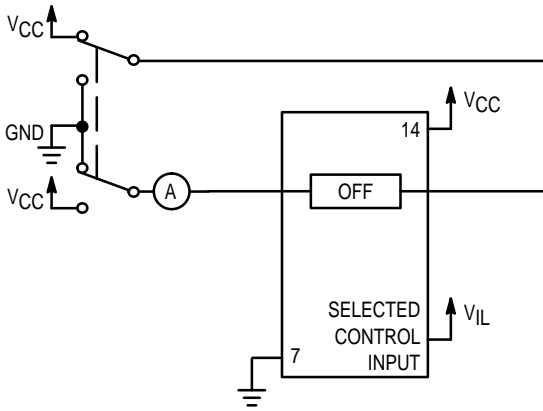 VCC
GND
VCC
A
14
VCC
OFF
SELECTED
CONTROL
INPUT
VIL
7